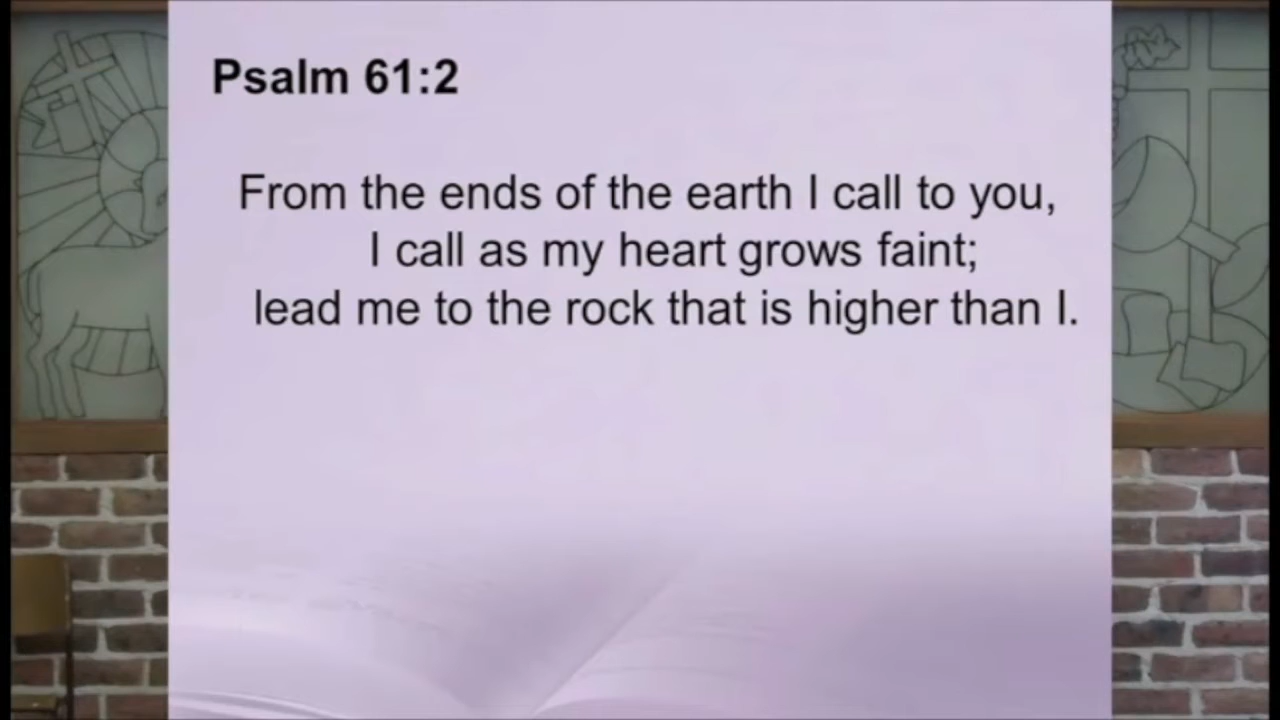 Psalm 61:2
From the ends of the earth I call to you,
I call as my heart grows faint;
lead me to the rock that is higher than I.